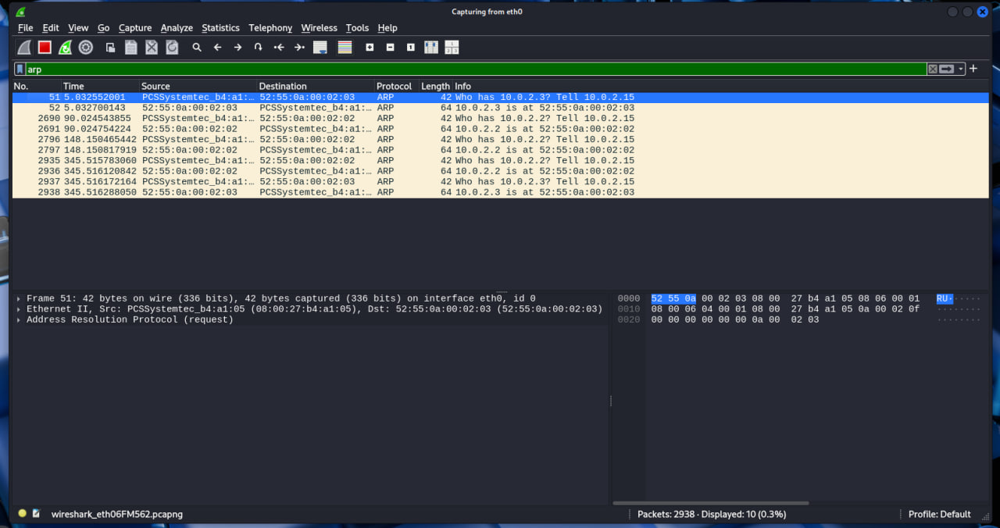 Capturing from eth0
File Edit View Go Capture Analyze Statistics Telephony Wireless Tools Help
arp
No. Time Source Destination Protocol Length Info
51 5.032552001 PCSSystemtec_b4:a1:… 52:55:0a:00:02:03 ARP 42 Who has 10.0.2.3? Tell 10.0.2.15
52 5.032700143 52:55:0a:00:02:03 PCSSystemtec_b4:a1:… ARP 64 10.0.2.3 is at 52:55:0a:00:02:03
2690 90.024543855 PCSSystemtec_b4:a1:… 52:55:0a:00:02:02 ARP 42 Who has 10.0.2.2? Tell 10.0.2.15
2691 90.024754224 52:55:0a:00:02:02 PCSSystemtec_b4:a1:… ARP 64 10.0.2.2 is at 52:55:0a:00:02:02
2796 148.150465442 PCSSystemtec_b4:a1:… 52:55:0a:00:02:02 ARP 42 Who has 10.0.2.2? Tell 10.0.2.15
2797 148.150817919 52:55:0a:00:02:02 PCSSystemtec_b4:a1:… ARP 64 10.0.2.2 is at 52:55:0a:00:02:02
2935 345.515783060 PCSSystemtec_b4:a1:… 52:55:0a:00:02:02 ARP 42 Who has 10.0.2.2? Tell 10.0.2.15
2936 345.516120842 52:55:0a:00:02:02 PCSSystemtec_b4:a1:… ARP 64 10.0.2.2 is at 52:55:0a:00:02:02
2937 345.516172164 PCSSystemtec_b4:a1:… 52:55:0a:00:02:03 ARP 42 Who has 10.0.2.3? Tell 10.0.2.15
2938 345.516288050 52:55:0a:00:02:03 PCSSystemtec_b4:a1:… ARP 64 10.0.2.3 is at 52:55:0a:00:02:03
Frame 51: 42 bytes on wire (336 bits), 42 bytes captured (336 bits) on interface eth0, id 0
Ethernet II, Src: PCSSystemtec_b4:a1:05 (08:00:27:b4:a1:05), Dst: 52:55:0a:00:02:03 (52:55:0a:00:02:03)
Address Resolution Protocol (request)
0000 52 55 0a 00 02 03 08 00 27 b4 a1 05 08 06 00 01 RU······
0010 08 00 06 04 00 01 08 00 27 b4 a1 05 0a 00 02 0f ········
0020 00 00 00 00 00 00 0a 00 02 03 ········
wireshark_eth06FM562.pcapng
Packets: 2938 · Displayed: 10 (0.3%)
Profile: Default